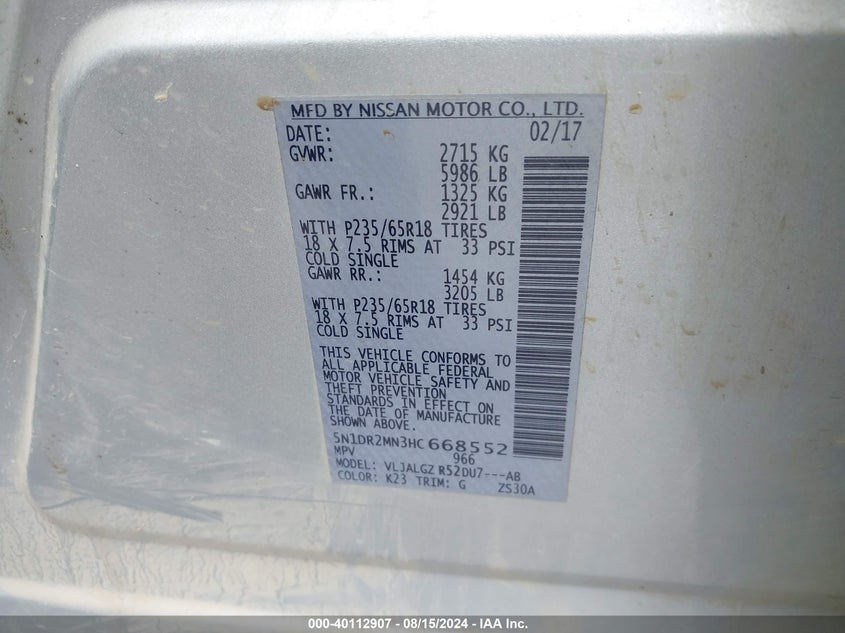 MFD BY NISSAN MOTOR CO., LTD.
DATE: 02/17
GVWR: 2715 KG
5986 LB
GAWR FR.: 1325 KG
2921 LB
WITH P235/65R18 TIRES
18 X 7.5 RIMS AT 33 PSI
COLD SINGLE
GAWR RR.: 1454 KG
3205 LB
WITH P235/65R18 TIRES
18 X 7.5 RIMS AT 33 PSI
COLD SINGLE
THIS VEHICLE CONFORMS TO
ALL APPLICABLE FEDERAL
MOTOR VEHICLE SAFETY AND
THEFT PREVENTION
STANDARDS IN EFFECT ON
THE DATE OF MANUFACTURE
SHOWN ABOVE.
5N1DR2MN3HC668552
MPV 966
MODEL: VLJALGZ R52DU7---AB
COLOR: K23 TRIM: G ZS30A
000-40112907 - 08/15/2024 - IAA Inc.